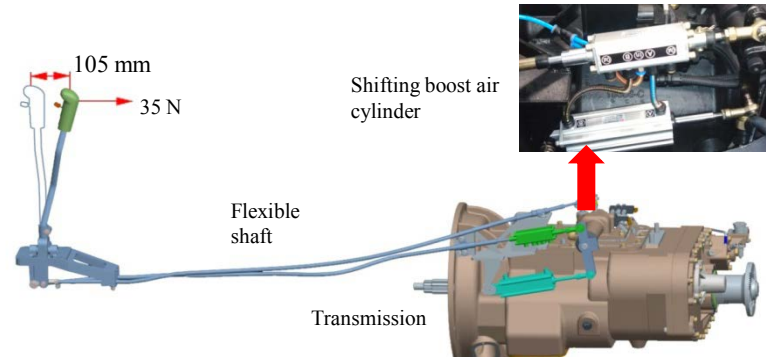 105 mm
35 N
Shifting boost air
cylinder
Flexible
shaft
Transmission